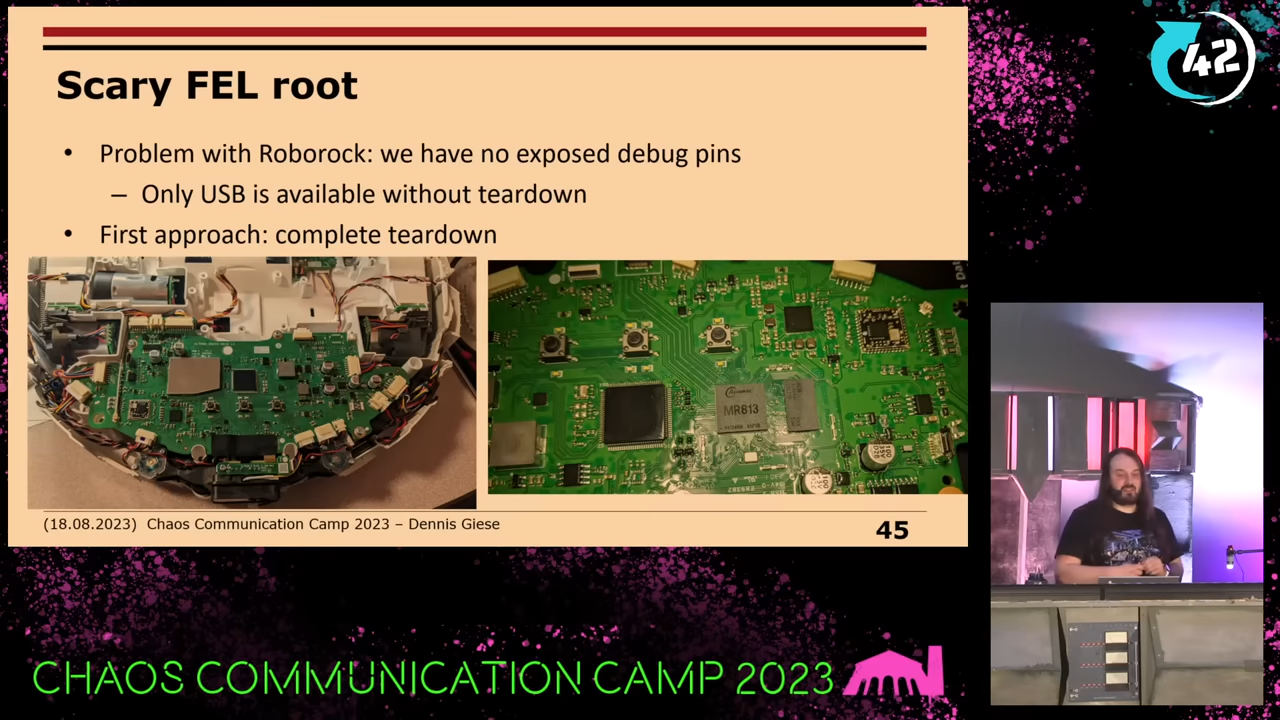 Scary FEL root
• Problem with Roborock: we have no exposed debug pins
– Only USB is available without teardown
• First approach: complete teardown
MR813
(18.08.2023) Chaos Communication Camp 2023 – Dennis Giese
45
42
CHAOS COMMUNICATION CAMP 2023